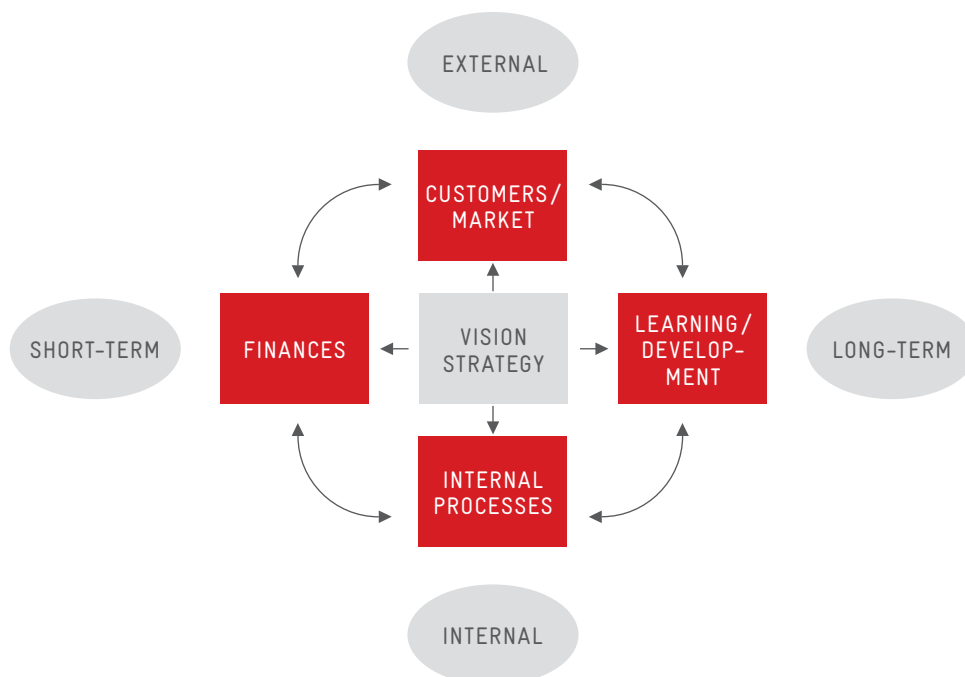 EXTERNAL
CUSTOMERS/
MARKET
SHORT-TERM
FINANCES
VISION
STRATEGY
LEARNING/
DEVELOP-
MENT
LONG-TERM
INTERNAL
PROCESSES
INTERNAL